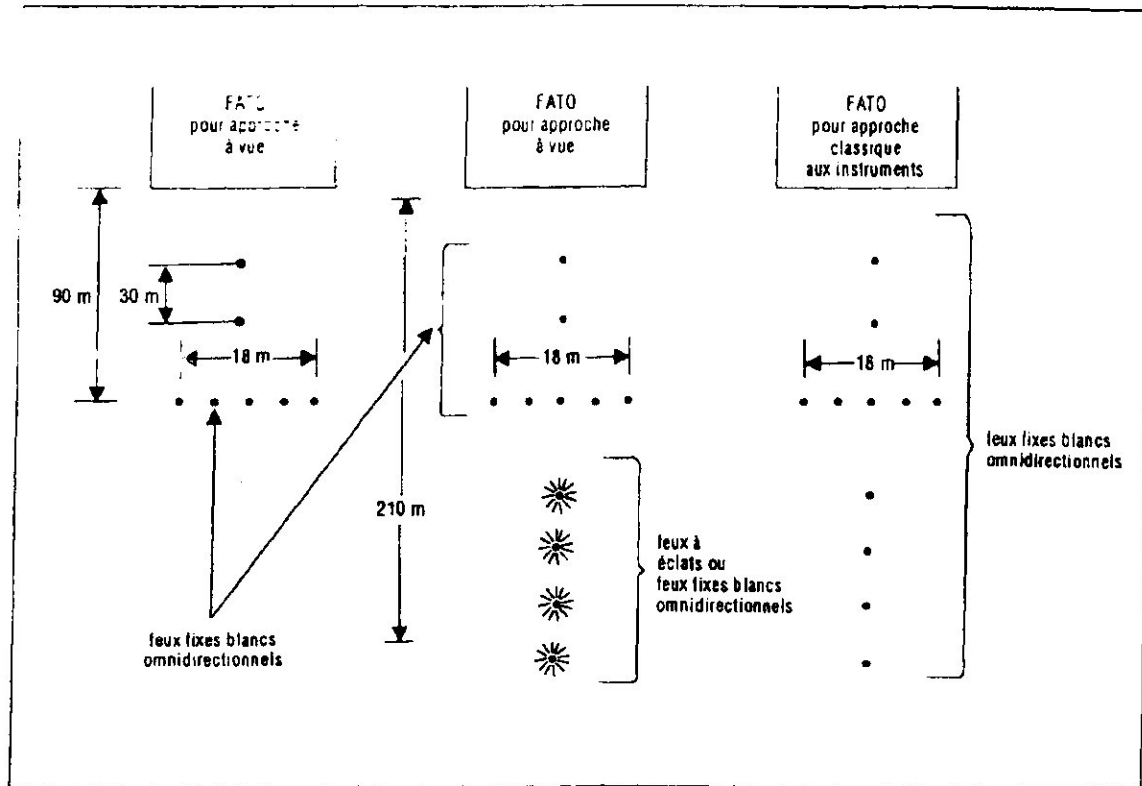 FATO
pour approche
à vue
FATO
pour approche
à vue
FATO
pour approche
classique
aux instruments
90 m
30 m
18 m
18 m
18 m
210 m
feux fixes blancs
omnidirectionnels
feux à
éclats ou
feux fixes blancs
omnidirectionnels
feux fixes blancs
omnidirectionnels